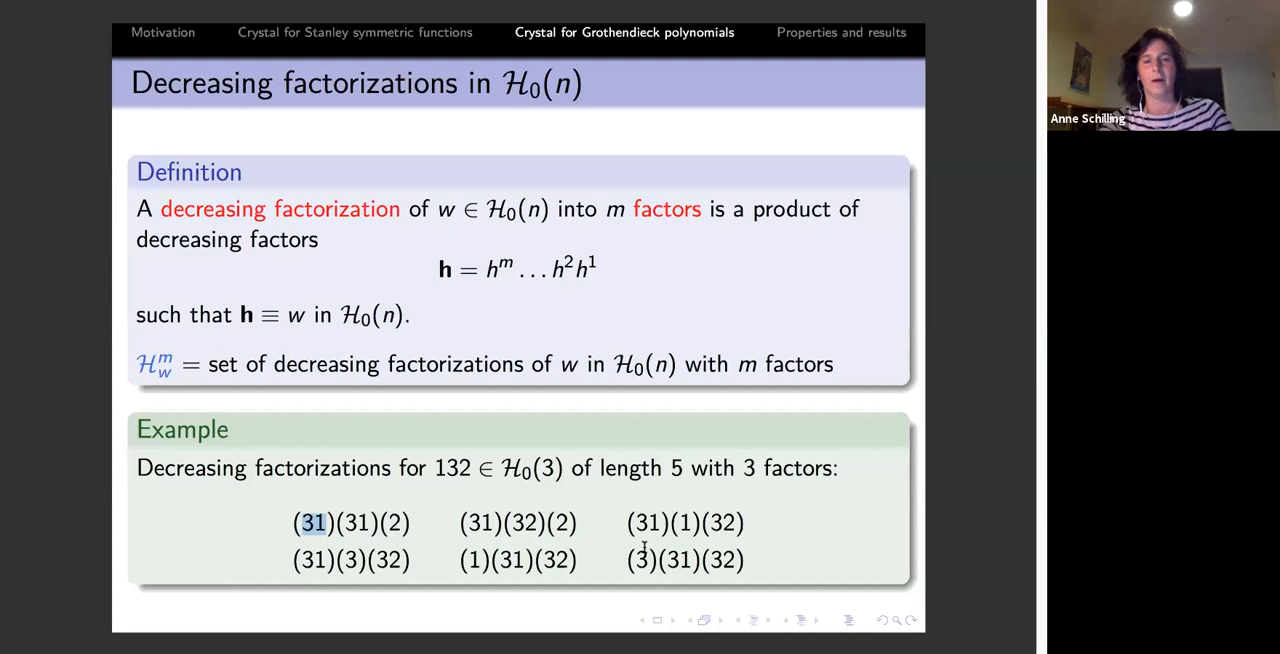 Motivation Crystal for Stanley symmetric functions Crystal for Grothendieck polynomials Properties and results
Decreasing factorizations in ℋ₀(n)
Definition
A decreasing factorization of w ∈ ℋ₀(n) into m factors is a product of
decreasing factors
h = hᵐ … h²h¹
such that h ≡ w in ℋ₀(n).
ℋ_w^m = set of decreasing factorizations of w in ℋ₀(n) with m factors
Example
Decreasing factorizations for 132 ∈ ℋ₀(3) of length 5 with 3 factors:
(31)(31)(2) (31)(32)(2) (31)(1)(32)
(31)(3)(32) (1)(31)(32) (3)(31)(32)
Anne Schilling